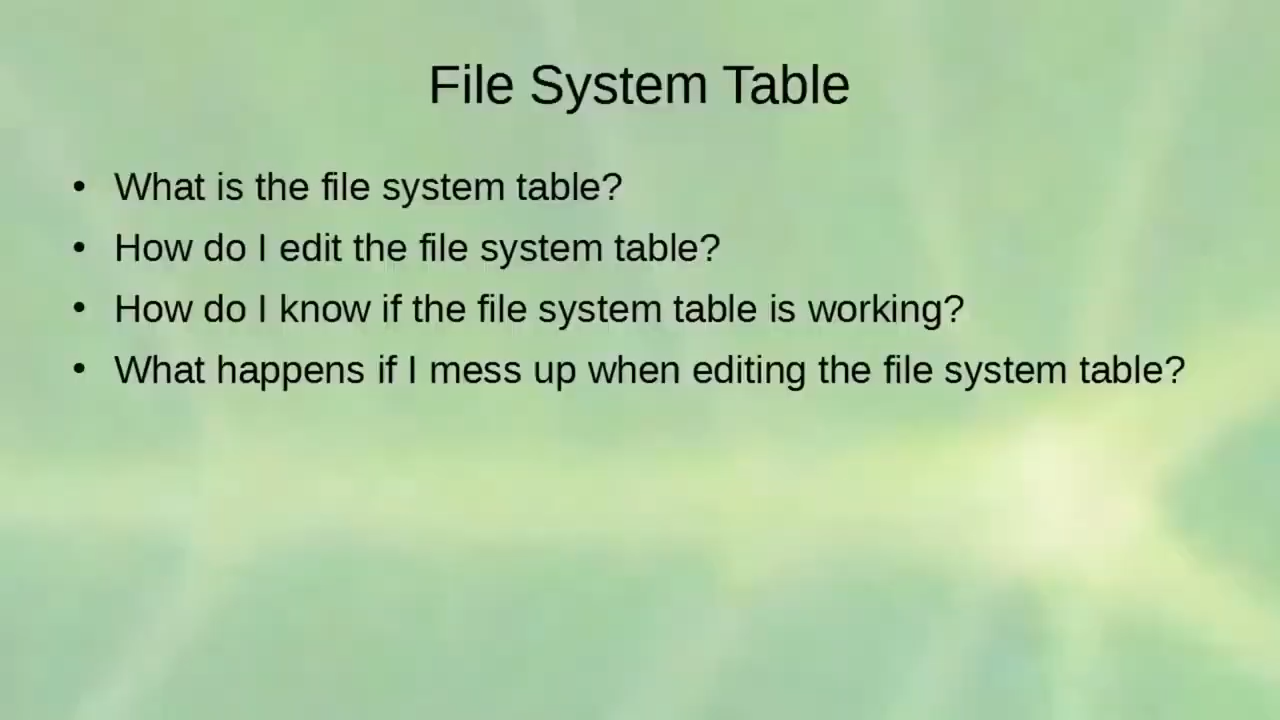 File System Table
• What is the file system table?
• How do I edit the file system table?
• How do I know if the file system table is working?
• What happens if I mess up when editing the file system table?